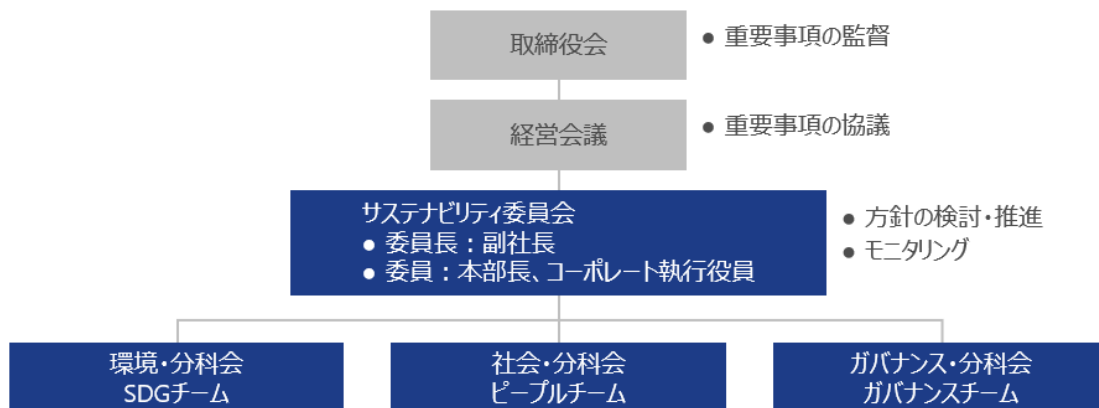 取締役会
● 重要事項の監督
経営会議
● 重要事項の協議
サステナビリティ委員会
● 委員長：副社長
● 委員：本部長、コーポレート執行役員
● 方針の検討・推進
● モニタリング
環境・分科会
SDGチーム
社会・分科会
ピープルチーム
ガバナンス・分科会
ガバナンスチーム